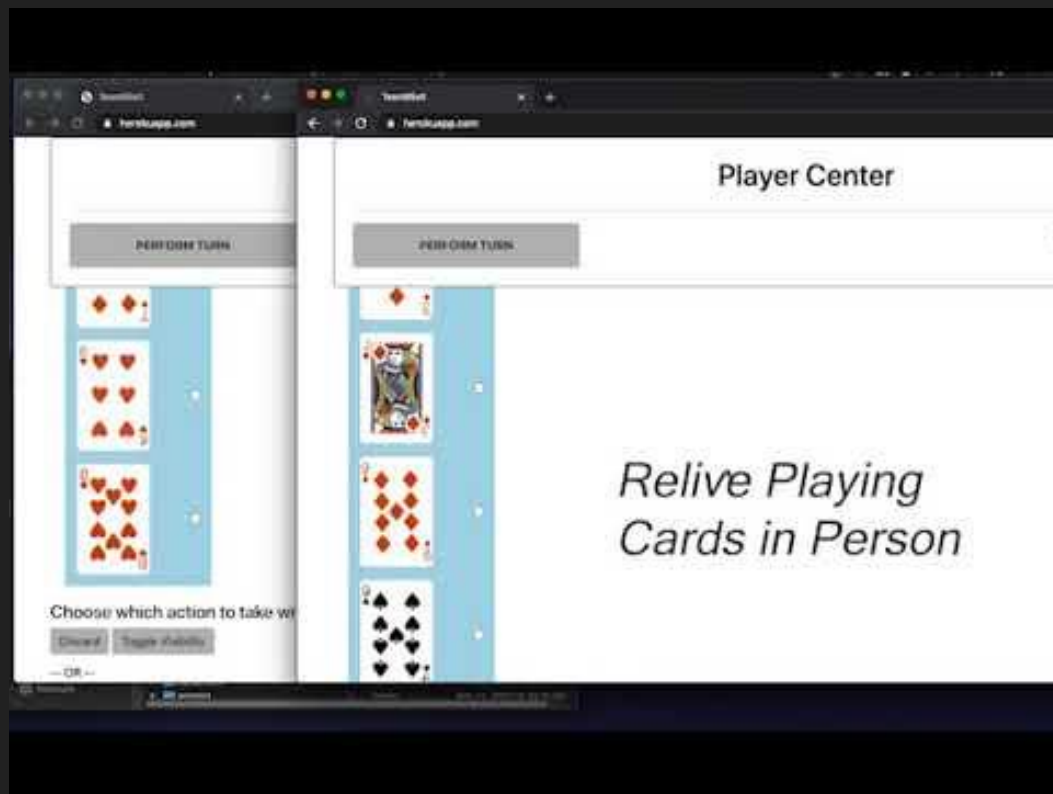 herokuapp.com
herokuapp.com
Player Center
PERFORM TURN
PERFORM TURN
Relive Playing
Cards in Person
Choose which action to take
Discard Toggle Visibility
-- OR --